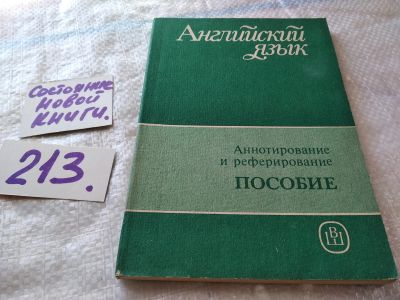 Состояние
новой
книги.
213.
Английский
язык
Аннотирование
и реферирование
ПОСОБИЕ